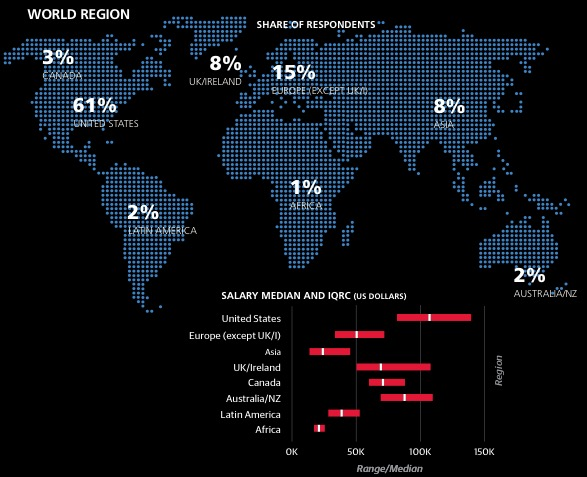 WORLD REGION
SHARE OF RESPONDENTS
3%
CANADA
8%
UK/IRELAND
15%
EUROPE (EXCEPT UK/I)
61%
UNITED STATES
8%
ASIA
1%
AFRICA
2%
LATIN AMERICA
2%
AUSTRALIA/NZ
SALARY MEDIAN AND IQRC (US DOLLARS)
United States
Europe (except UK/I)
Asia
UK/Ireland
Canada
Australia/NZ
Latin America
Africa
Region
0K 50K 100K 150K
Range/Median